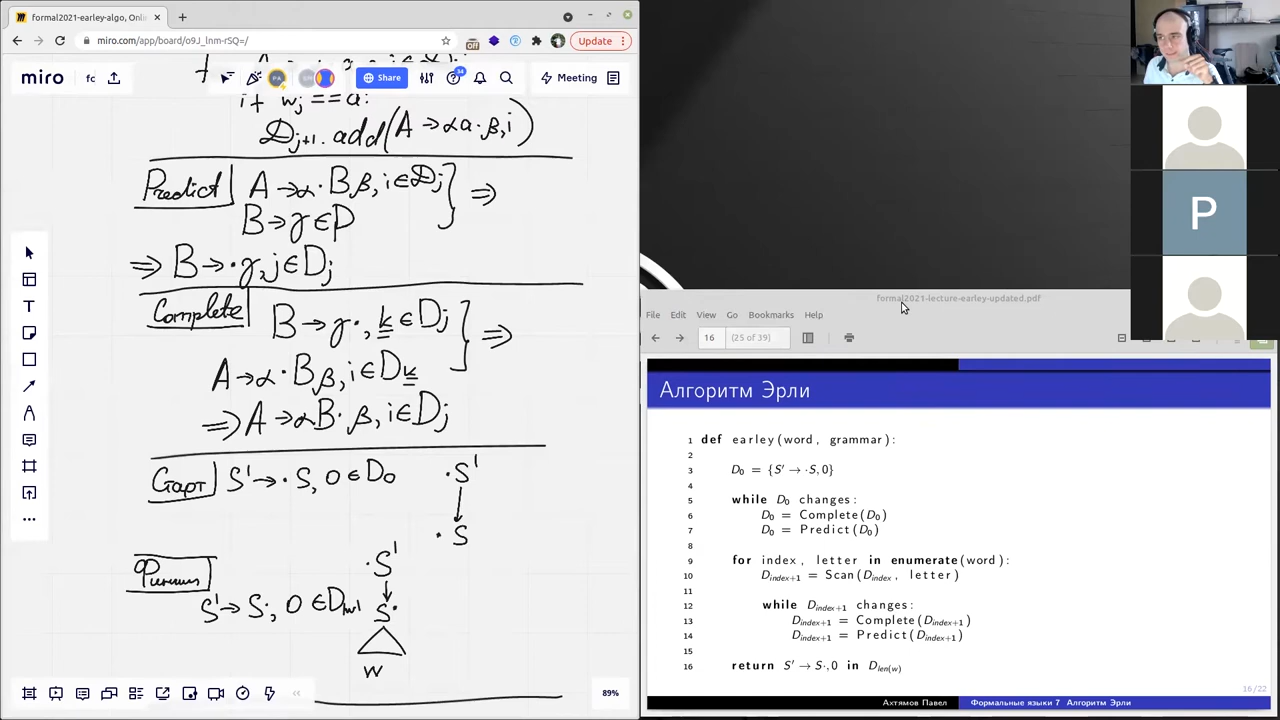 formal2021-earley-algo, Onli
miro.com/app/board/o9J_lnm-rSQ=/
Off
Update
miro
fc
Share
Meeting
if wj == a:
Dj+1. add(A → αa·β, i)
Predict
A → α·Bβ, i ∈ Dj } ⇒
B → γ ∈ P
⇒ B → ·γ, j ∈ Dj
Complete
B → γ·, k ∈ Dj } ⇒
A → α·Bβ, i ∈ Dk
⇒ A → αB·β, i ∈ Dj
Старт
S' → ·S, 0 ∈ D0
·S'
·S
Финиш
S' → S·, 0 ∈ D|w|
·S'
S·
w
89%
P
formal2021-lecture-earley-updated.pdf
File Edit View Go Bookmarks Help
16 (25 of 39)
Алгоритм Эрли
1 def earley(word, grammar):
2
3 D0 = {S' → ·S, 0}
4
5 while D0 changes:
6 D0 = Complete(D0)
7 D0 = Predict(D0)
8
9 for index, letter in enumerate(word):
10 Dindex+1 = Scan(Dindex, letter)
11
12 while Dindex+1 changes:
13 Dindex+1 = Complete(Dindex+1)
14 Dindex+1 = Predict(Dindex+1)
15
16 return S' → S·, 0 in Dlen(w)
16/22
Ахтямов Павел
Формальные языки 7 Алгоритм Эрли